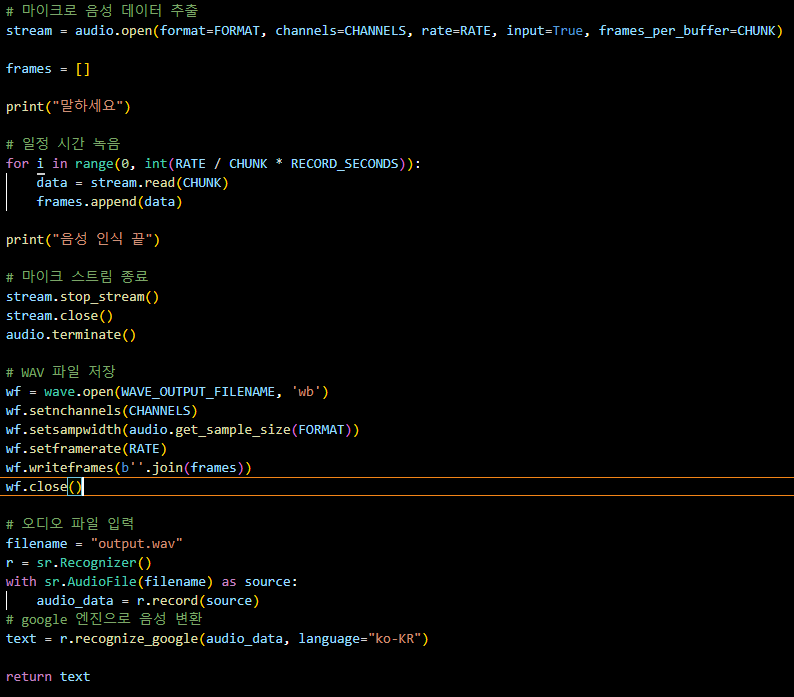 # 마이크로 음성 데이터 추출
stream = audio.open(format=FORMAT, channels=CHANNELS, rate=RATE, input=True, frames_per_buffer=CHUNK)
frames = []
print("말하세요")
# 일정 시간 녹음
for i in range(0, int(RATE / CHUNK * RECORD_SECONDS)):
    data = stream.read(CHUNK)
    frames.append(data)
print("음성 인식 끝")
# 마이크 스트림 종료
stream.stop_stream()
stream.close()
audio.terminate()
# WAV 파일 저장
wf = wave.open(WAVE_OUTPUT_FILENAME, 'wb')
wf.setnchannels(CHANNELS)
wf.setsampwidth(audio.get_sample_size(FORMAT))
wf.setframerate(RATE)
wf.writeframes(b''.join(frames))
wf.close()
# 오디오 파일 입력
filename = "output.wav"
r = sr.Recognizer()
with sr.AudioFile(filename) as source:
    audio_data = r.record(source)
# google 엔진으로 음성 변환
text = r.recognize_google(audio_data, language="ko-KR")
return text